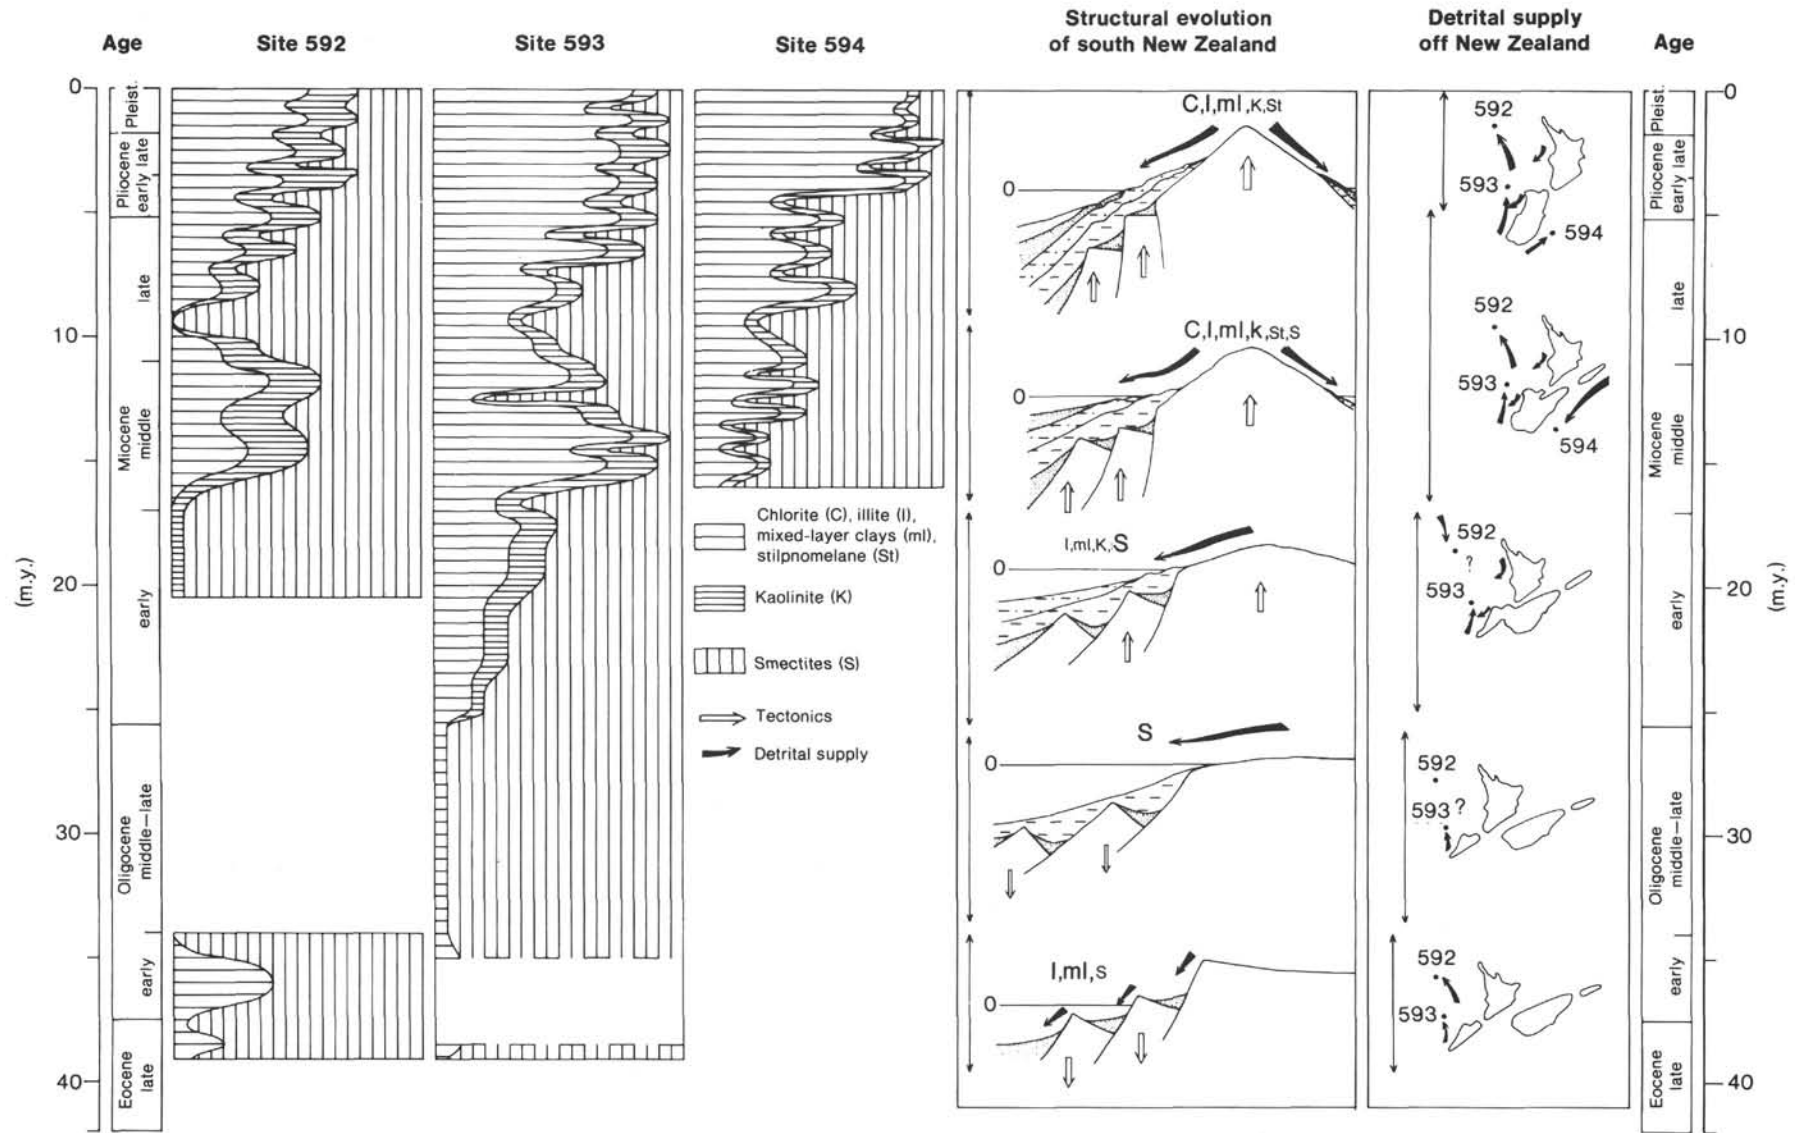 Age
Site 592
Site 593
Site 594
Structural evolution
of south New Zealand
Detrital supply
off New Zealand
Age
0
10
20
30
40
(m.y.)
Pleist.
Pliocene
early late
Miocene
late
middle
early
Oligocene
middle—late
early
Eocene
late
Chlorite (C), illite (I),
mixed-layer clays (ml),
stilpnomelane (St)
Kaolinite (K)
Smectites (S)
Tectonics
Detrital supply
C,I,ml,K,St
0
C,I,ml,k,St,S
0
I,ml,K,S
0
S
0
I,ml,S
0
592
593
594
592
593
594
592
?
593
592
593 ?
592
593
Pleist.
Pliocene
early late
Miocene
late
middle
early
Oligocene
middle—late
early
Eocene
late
0
10
20
30
40
(m.y.)